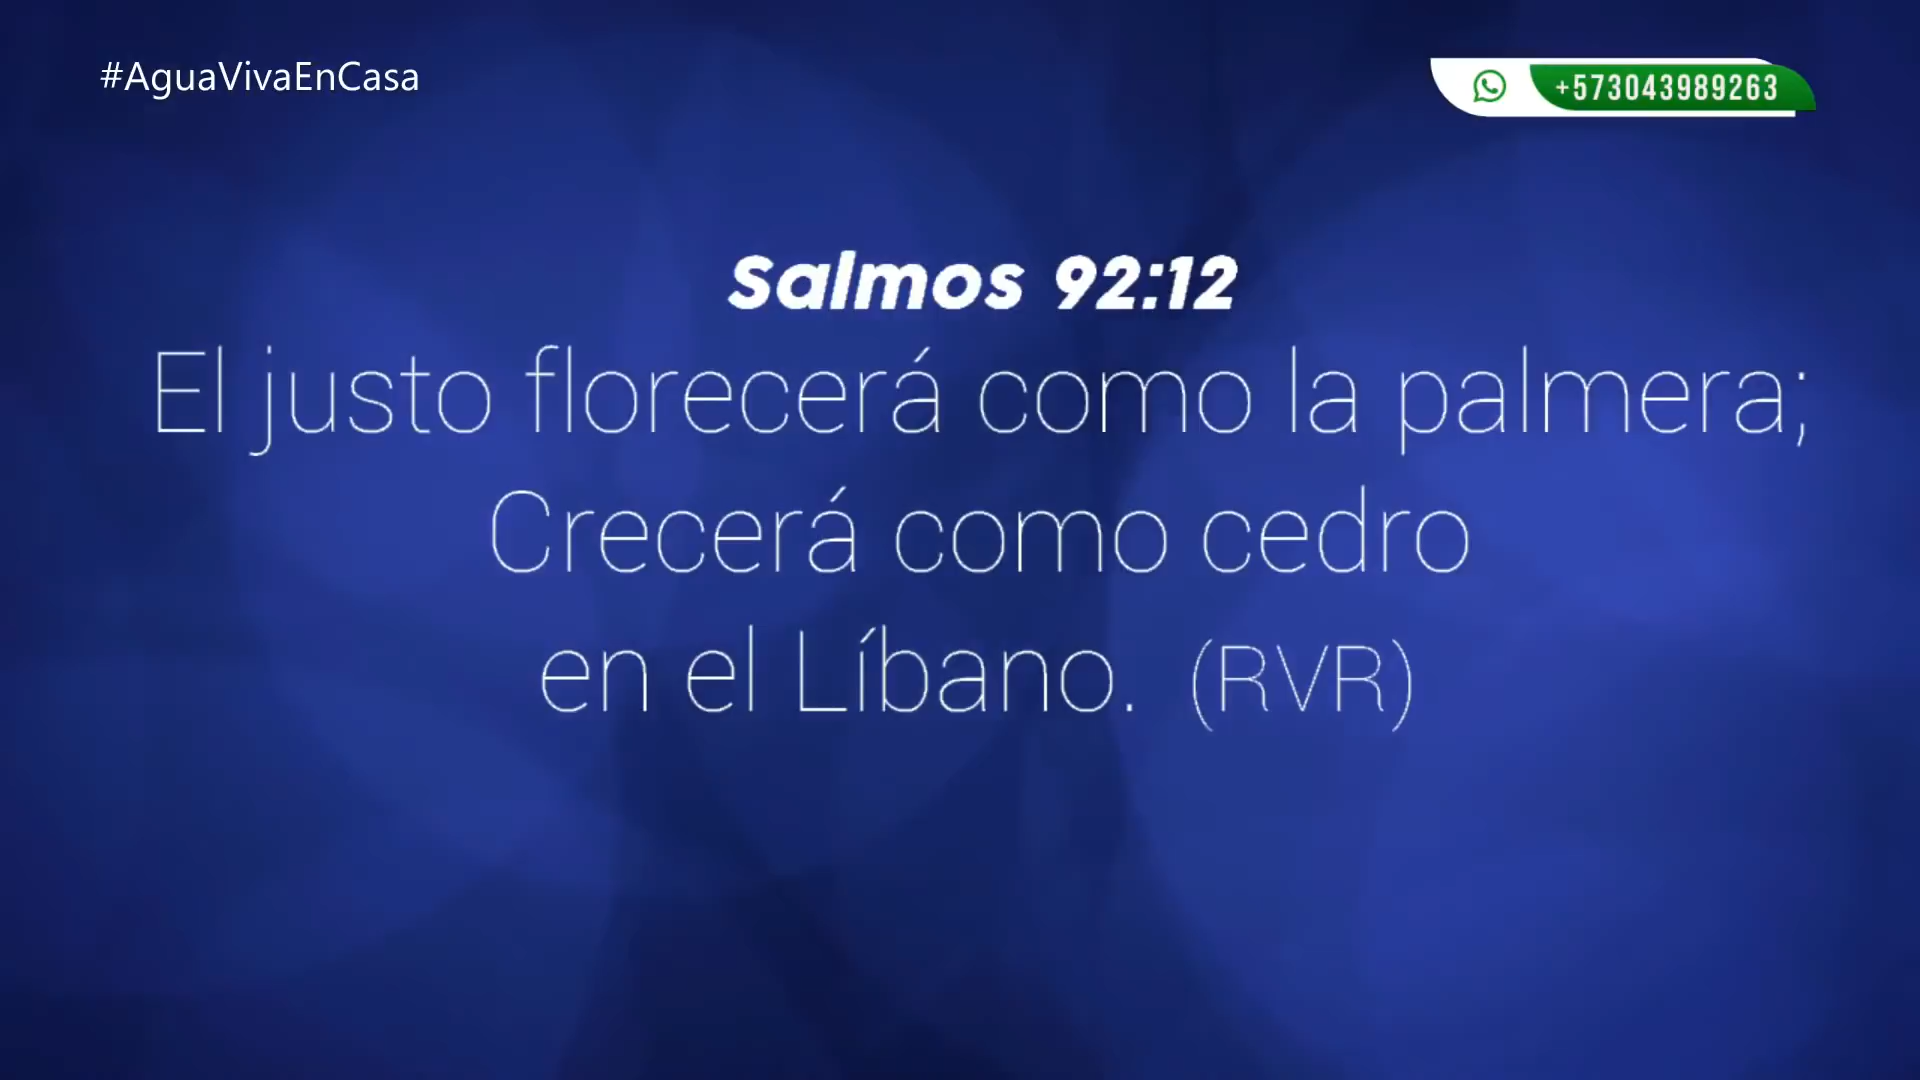 #AguaVivaEnCasa
+573043989263
Salmos 92:12
El justo florecerá como la palmera;
Crecerá como cedro
en el Líbano. (RVR)